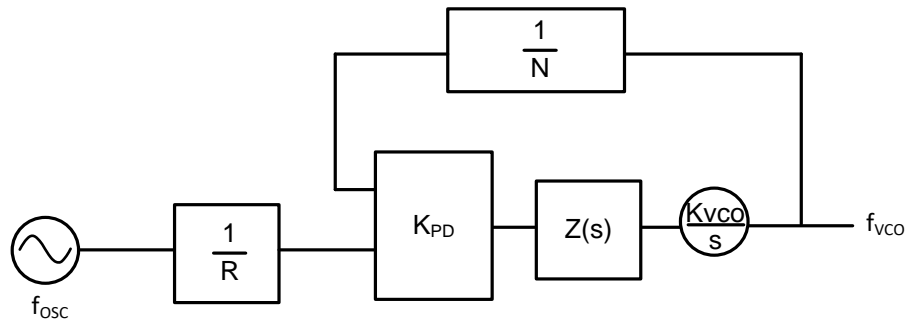 1
N
K_PD
Z(s)
Kvco
s
f_VCO
1
R
f_OSC